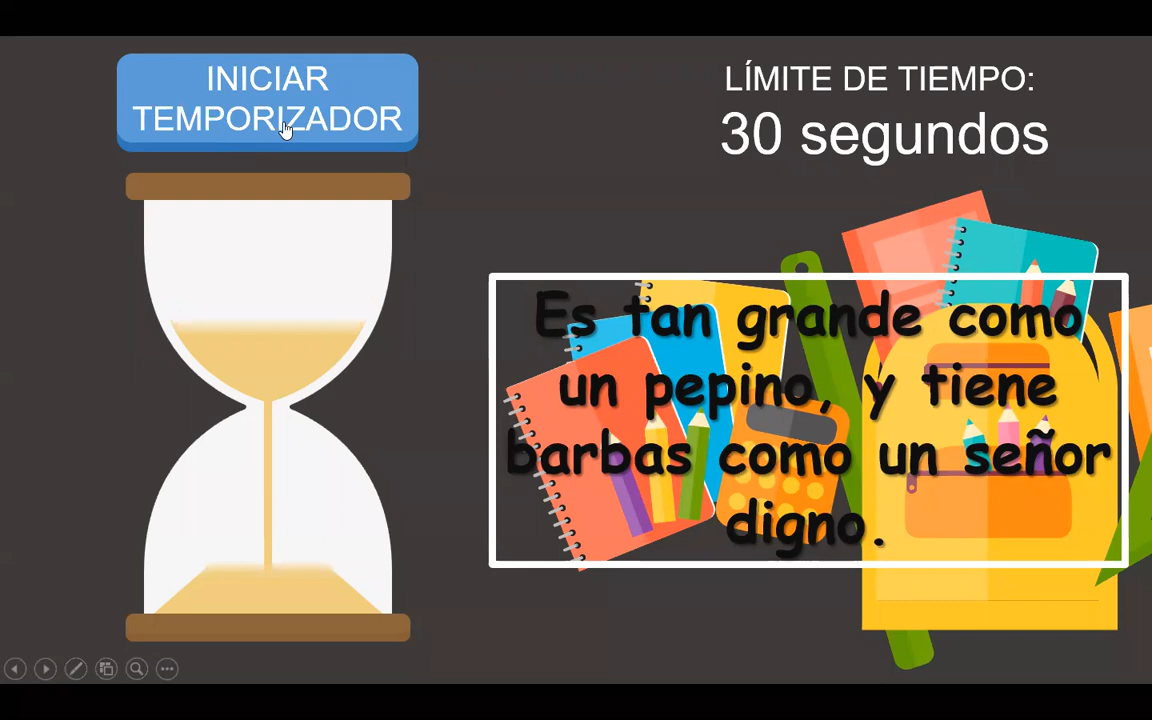 INICIAR
TEMPORIZADOR
LÍMITE DE TIEMPO:
30 segundos
Es tan grande como
un pepino, y tiene
barbas como un señor
digno.